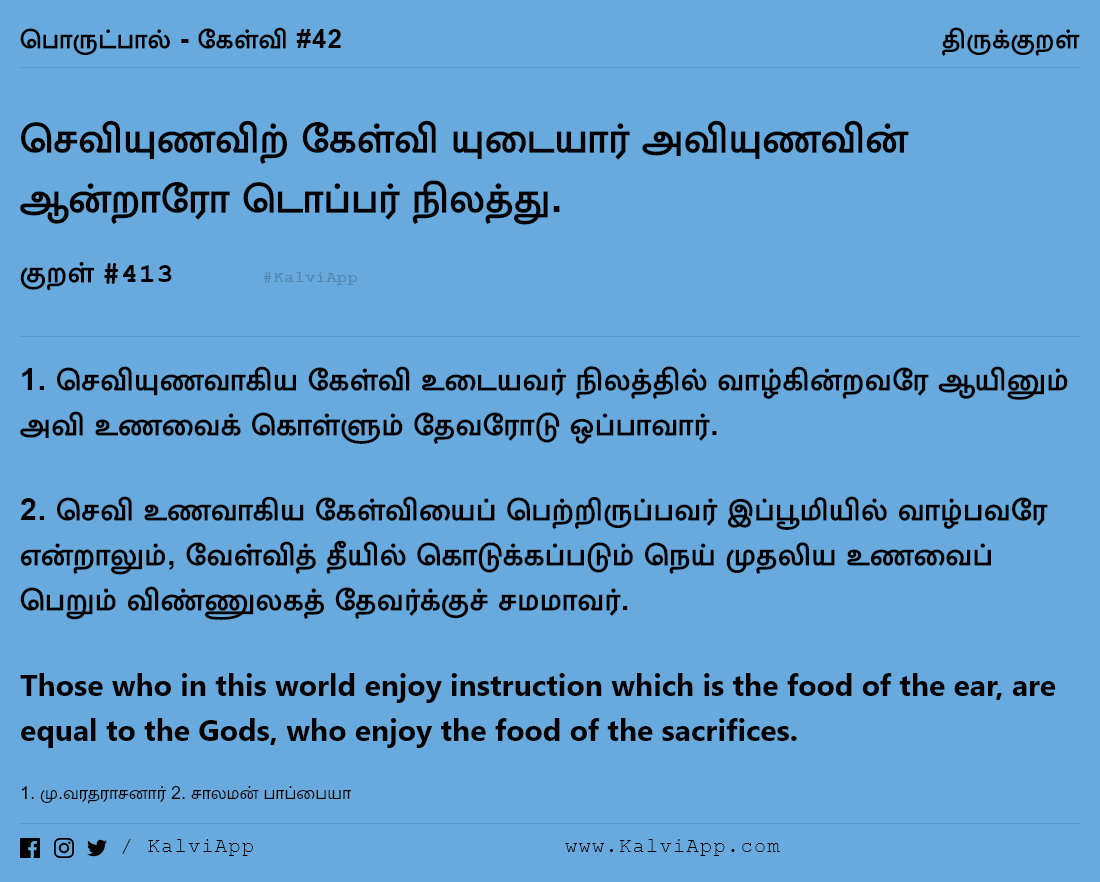 பொருட்பால் - கேள்வி #42
திருக்குறள்
செவியுணவிற் கேள்வி யுடையார் அவியுணவின்
ஆன்றாரோ டொப்பர் நிலத்து.
குறள் #413
#KalviApp
1. செவியுணவாகிய கேள்வி உடையவர் நிலத்தில் வாழ்கின்றவரே ஆயினும்
அவி உணவைக் கொள்ளும் தேவரோடு ஒப்பாவார்.
2. செவி உணவாகிய கேள்வியைப் பெற்றிருப்பவர் இப்பூமியில் வாழ்பவரே
என்றாலும், வேள்வித் தீயில் கொடுக்கப்படும் நெய் முதலிய உணவைப்
பெறும் விண்ணுலகத் தேவர்க்குச் சமமாவர்.
Those who in this world enjoy instruction which is the food of the ear, are
equal to the Gods, who enjoy the food of the sacrifices.
1. மு.வரதராசனார் 2. சாலமன் பாப்பையா
/ KalviApp
www.KalviApp.com